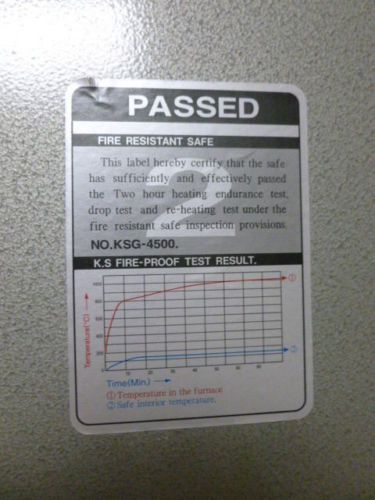 PASSED
FIRE RESISTANT SAFE
2
This label hereby certify that the safe
has sufficiently and effectively passed
the Two hour heating endurance test,
drop test and re-heating test under the
fire resistant safe inspection provisions.
NO.KSG-4500.
K.S FIRE-PROOF TEST RESULT.
Temperature(°C) →
①
②
Time(Min.) →
① Temperature in the furnace
② Safe interior temperature.